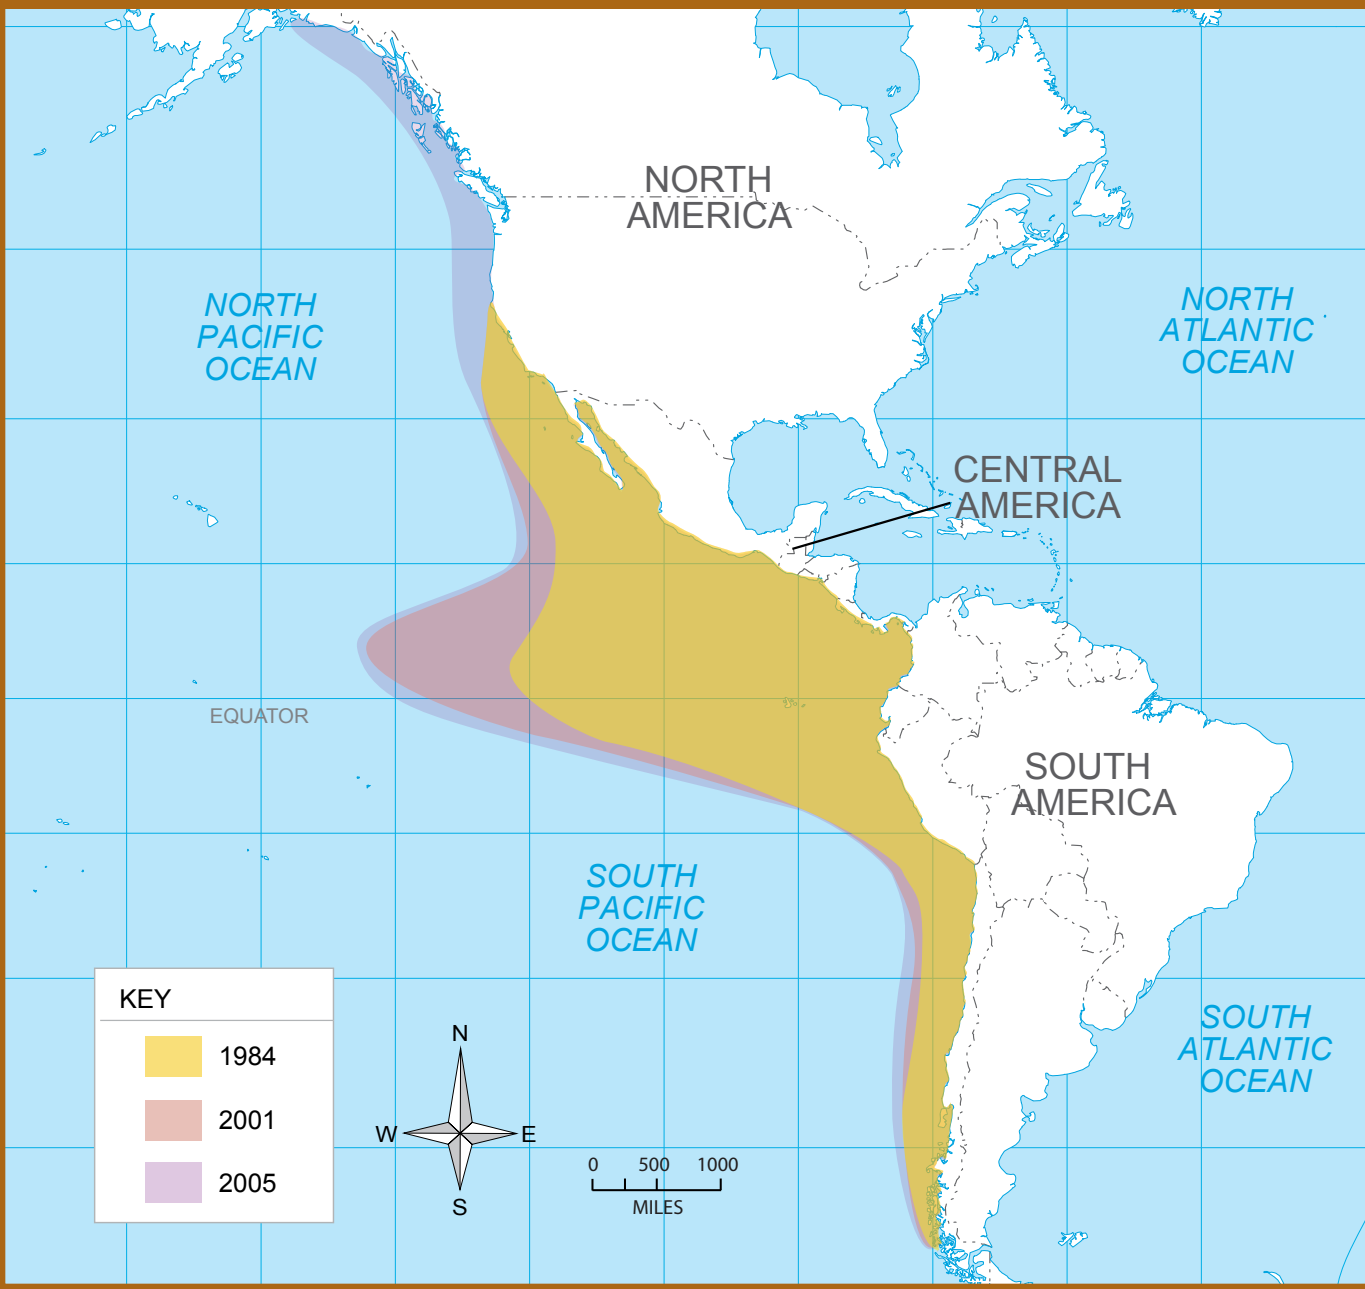 NORTH
AMERICA
NORTH
PACIFIC
OCEAN
NORTH
ATLANTIC
OCEAN
CENTRAL
AMERICA
EQUATOR
SOUTH
AMERICA
SOUTH
PACIFIC
OCEAN
SOUTH
ATLANTIC
OCEAN
KEY
1984
2001
2005
N
W
E
S
0 500 1000
MILES